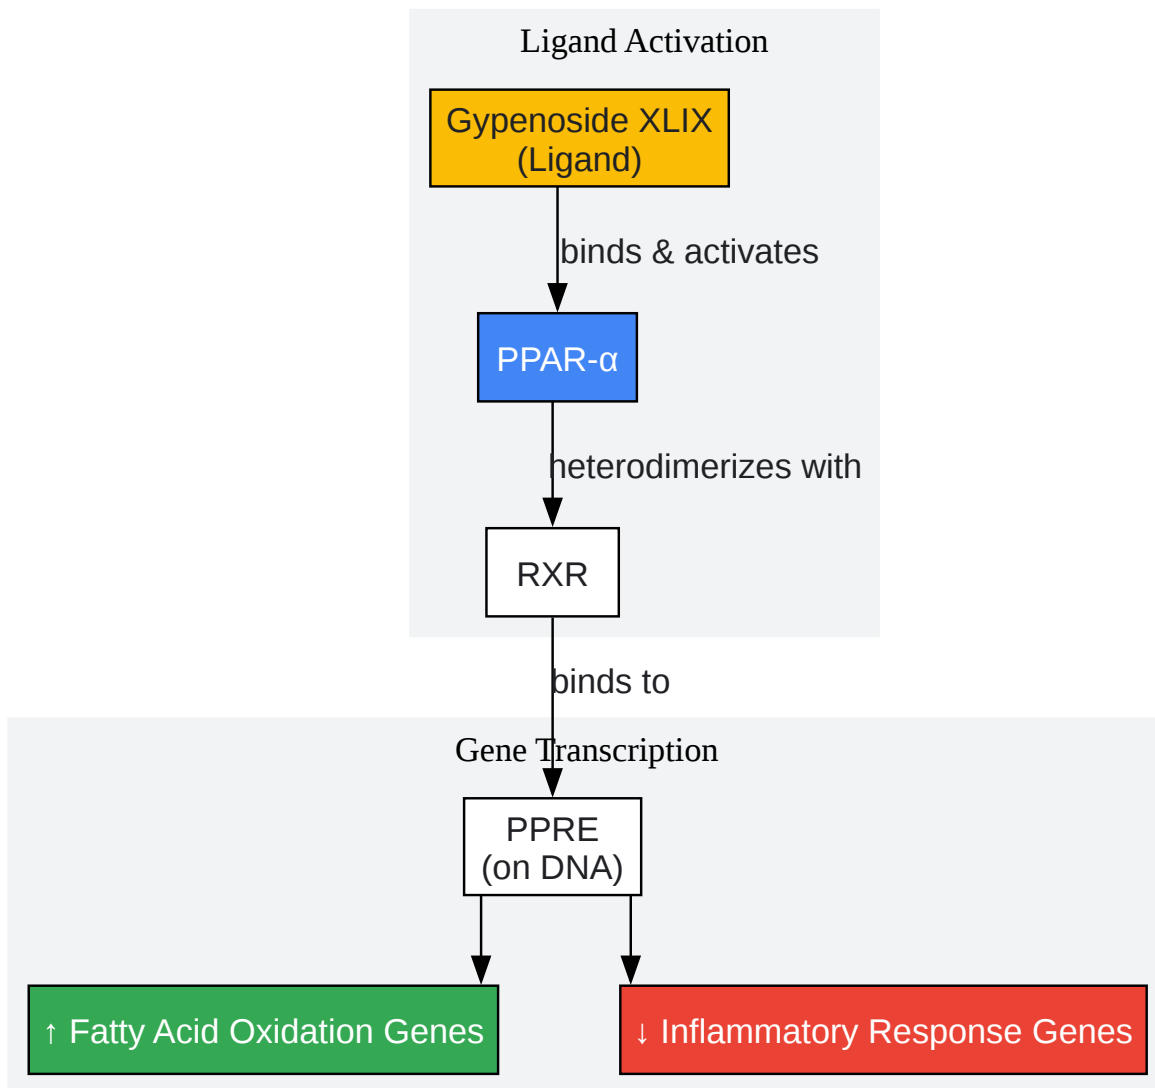 Ligand Activation
Gypenoside XLIX
(Ligand)
binds & activates
PPAR-α
heterodimerizes with
RXR
binds to
Gene Transcription
PPRE
(on DNA)
↑ Fatty Acid Oxidation Genes
↓ Inflammatory Response Genes